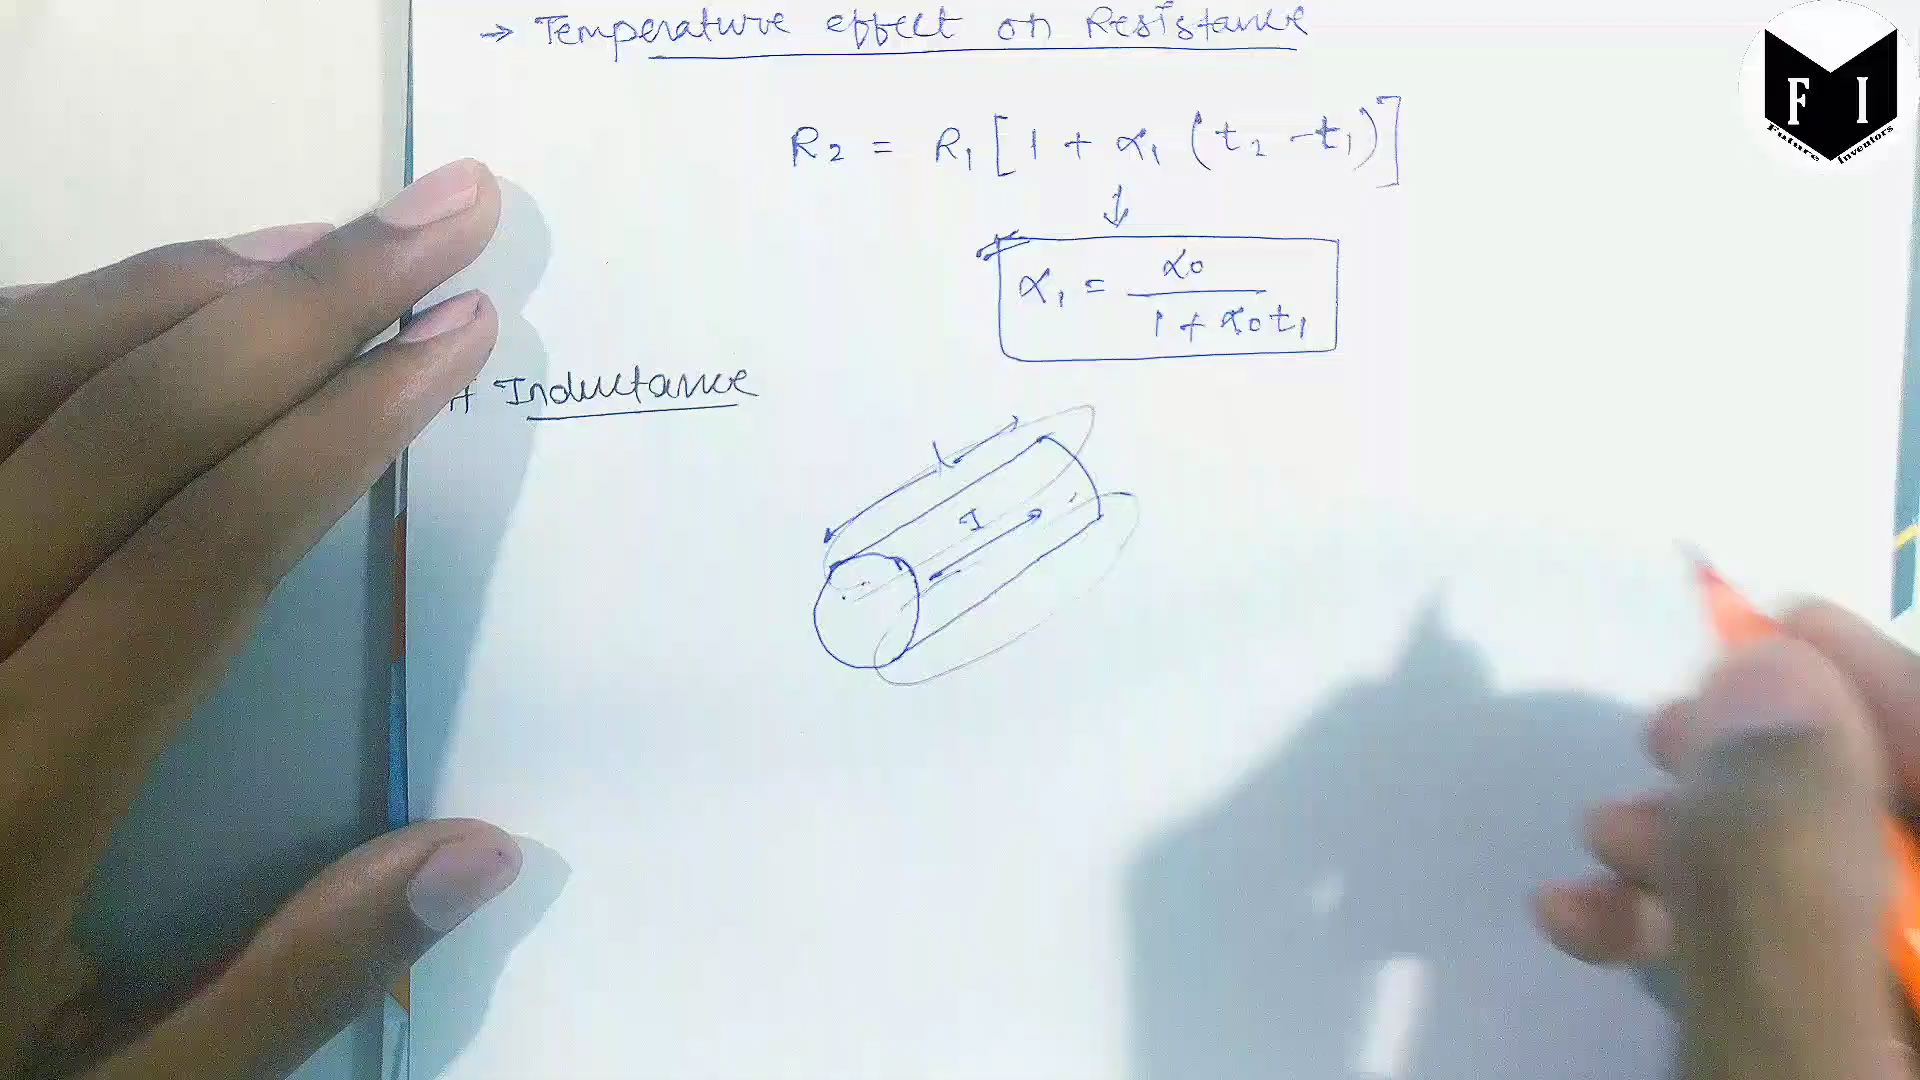 → Temperature effect on Resistance
R₂ = R₁ [1 + α₁ (t₂ - t₁)]
↓
α₁ = α₀ / (1 + α₀t₁)
# Inductance
l
I
F I
Future Inventors